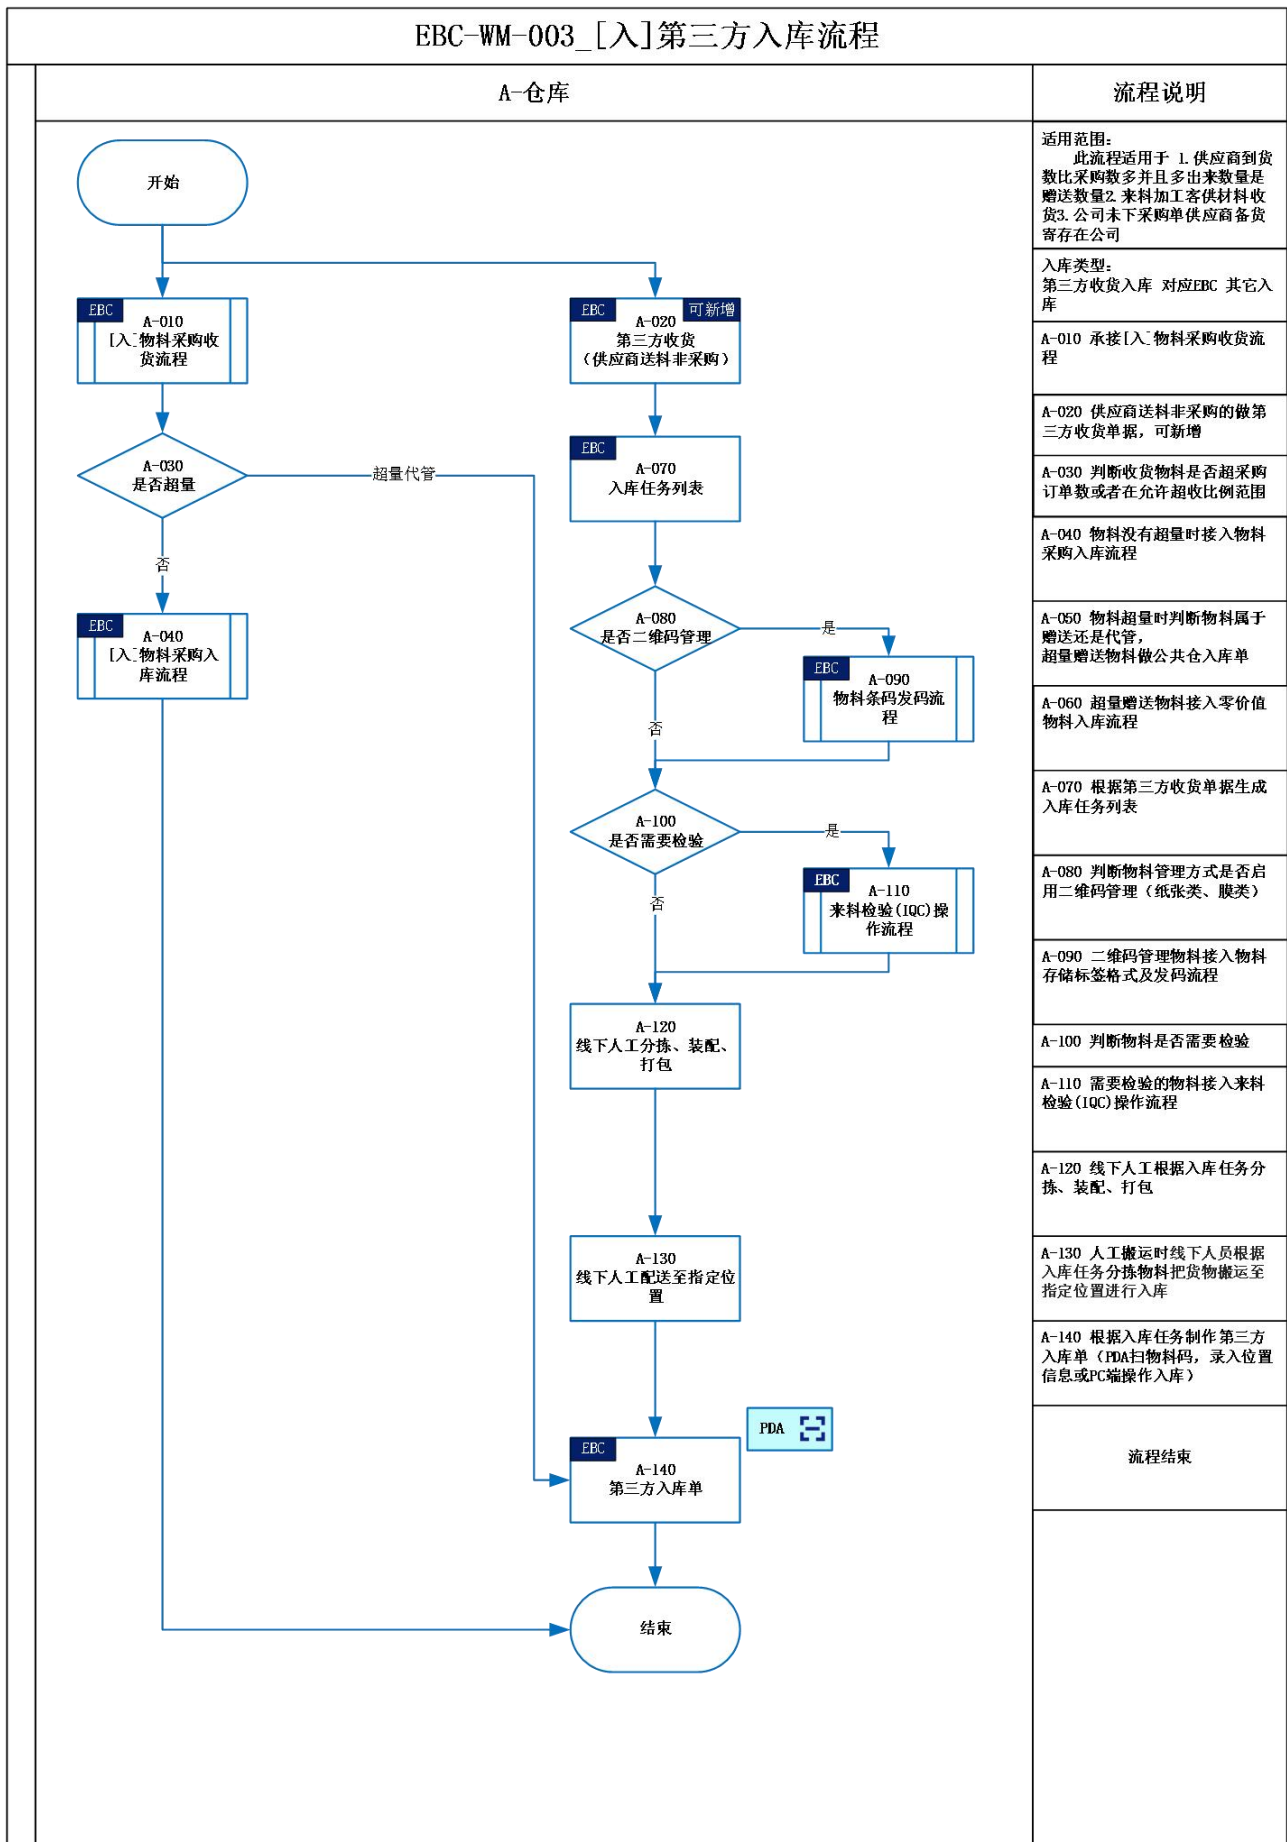 EBC-WM-003_[入]第三方入库流程
A-仓库
流程说明
开始
EBC
A-010
[入]物料采购收
货流程
EBC
可新增
A-020
第三方收货
（供应商送料非采购）
A-030
是否超量
超量代管
否
EBC
A-040
[入]物料采购入
库流程
EBC
A-070
入库任务列表
A-080
是否二维码管理
是
否
EBC
A-090
物料条码发码流
程
A-100
是否需要检验
是
否
EBC
A-110
来料检验(IQC)操
作流程
A-120
线下人工分拣、装配、
打包
A-130
线下人工配送至指定位
置
PDA
EBC
A-140
第三方入库单
结束
适用范围：
此流程适用于 1.供应商到货
数比采购数多并且多出来数量是
赠送数量2.来料加工客供材料收
货3.公司未下采购单供应商备货
寄存在公司
入库类型：
第三方收货入库 对应EBC 其它入
库
A-010 承接[入]物料采购收货流
程
A-020 供应商送料非采购的做第
三方收货单据，可新增
A-030 判断收货物料是否超采购
订单数或者在允许超收比例范围
A-040 物料没有超量时接入物料
采购入库流程
A-050 物料超量时判断物料属于
赠送还是代管，
超量赠送物料做公共仓入库单
A-060 超量赠送物料接入零价值
物料入库流程
A-070 根据第三方收货单据生成
入库任务列表
A-080 判断物料管理方式是否启
用二维码管理（纸张类、膜类）
A-090 二维码管理物料接入物料
存储标签格式及发码流程
A-100 判断物料是否需要检验
A-110 需要检验的物料接入来料
检验(IQC)操作流程
A-120 线下人工根据入库任务分
拣、装配、打包
A-130 人工搬运时线下人员根据
入库任务分拣物料把货物搬运至
指定位置进行入库
A-140 根据入库任务制作第三方
入库单（PDA扫物料码，录入位置
信息或PC端操作入库）
流程结束